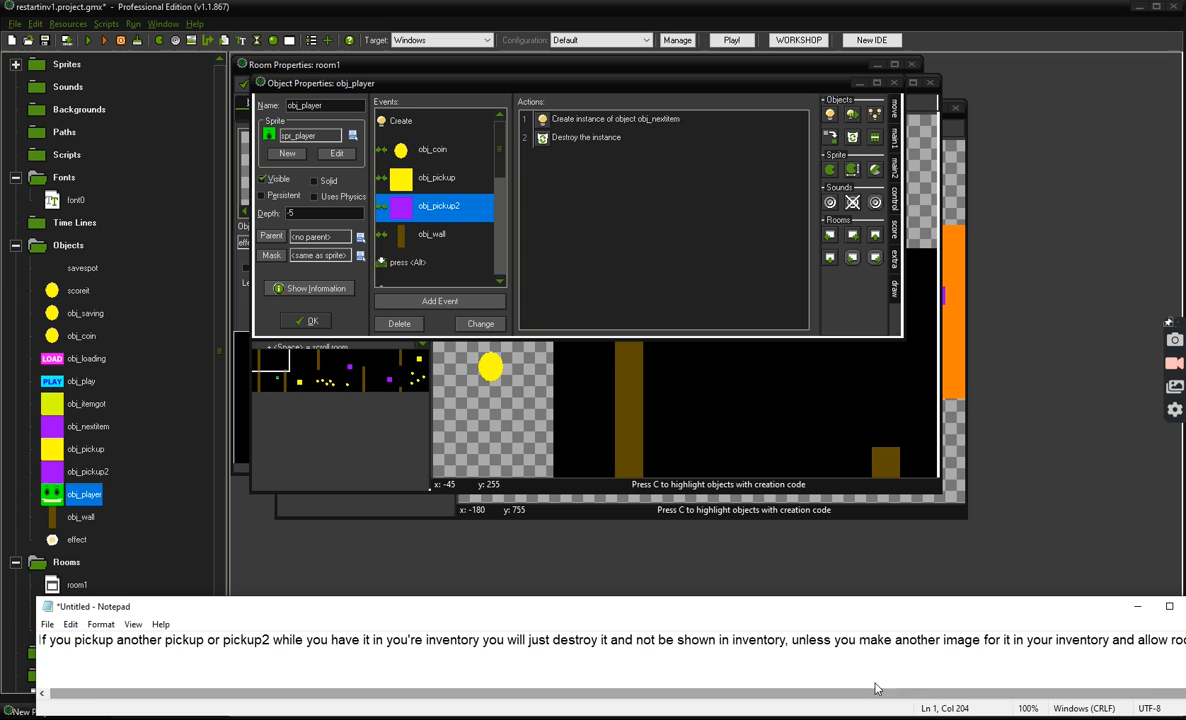 restartinv1.project.gmx* - Professional Edition (v1.1.867)
File Edit Resources Scripts Run Window Help
Target: Windows Configuration: Default Manage Play! WORKSHOP New IDE
Sprites
Sounds
Backgrounds
Paths
Scripts
Fonts
font0
Time Lines
Objects
savespot
scoreit
obj_saving
obj_coin
LOAD obj_loading
PLAY obj_play
obj_itemgot
obj_nextitem
obj_pickup
obj_pickup2
obj_player
obj_wall
effect
Rooms
room1
Room Properties: room1
Object Properties: obj_player
Name: obj_player
Sprite
spr_player
New Edit
Visible Solid
Persistent Uses Physics
Depth: -5
Parent <no parent>
Mask <same as sprite>
Show Information
OK
Events:
Create
obj_coin
obj_pickup
obj_pickup2
obj_wall
press <Alt>
Add Event
Delete Change
Actions:
1 Create instance of object obj_nextitem
2 Destroy the instance
Objects
Sprite
Sounds
Rooms
move
main1
main2
control
score
extra
draw
+ <Space> = scroll room
x: -45 y: 255 Press C to highlight objects with creation code
x: -180 y: 755 Press C to highlight objects with creation code
*Untitled - Notepad
File Edit Format View Help
If you pickup another pickup or pickup2 while you have it in you're inventory you will just destroy it and not be shown in inventory, unless you make another image for it in your inventory and allow roo
Ln 1, Col 204 100% Windows (CRLF) UTF-8